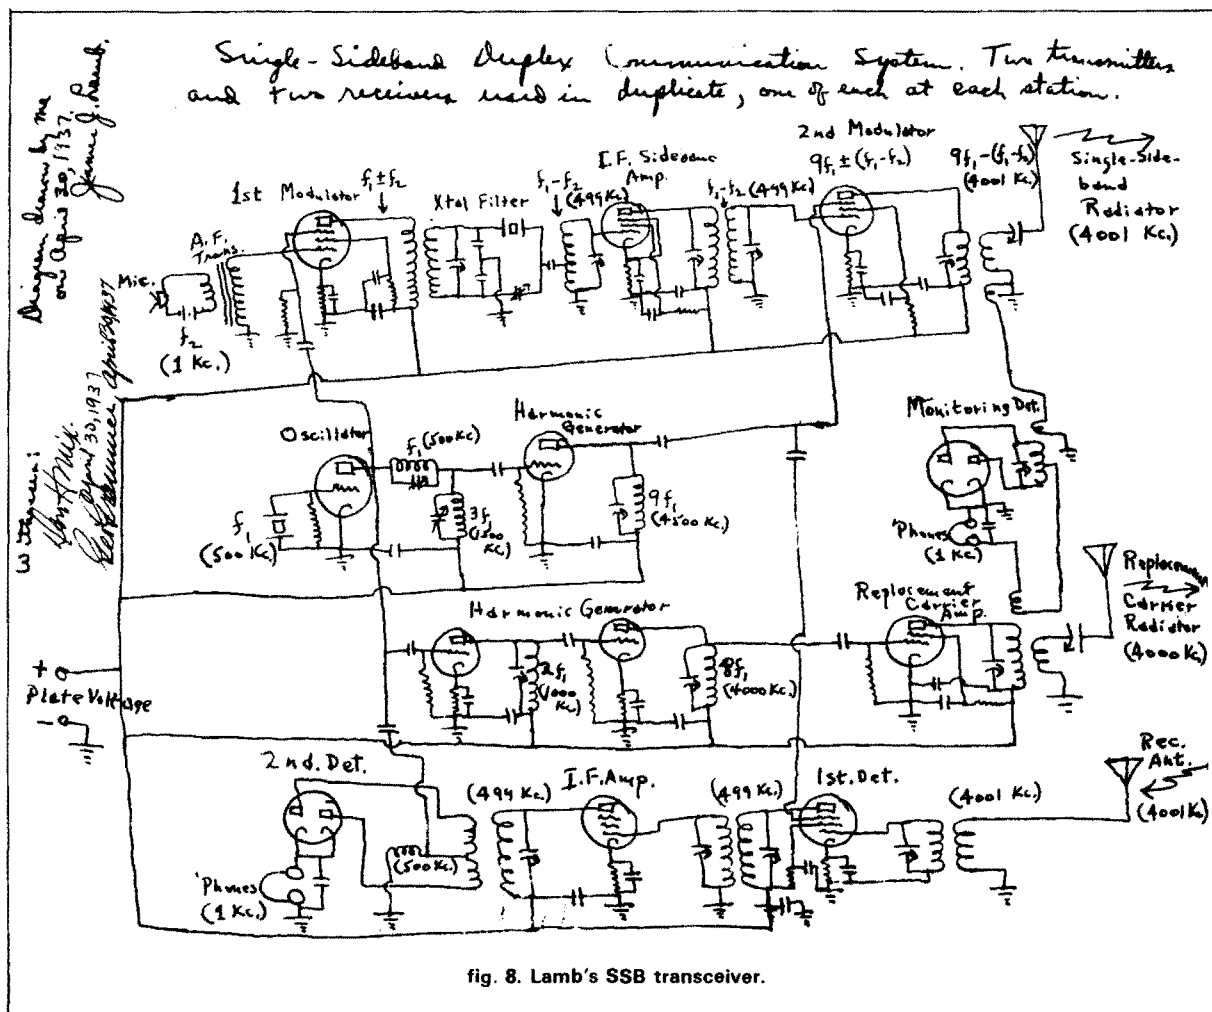 Single-Sideband Duplex Communication System. Two transmitters
and two receivers used in duplicate, one of each at each station.
Diagram drawn by me
on April 30, 1937.
James J. Lamb.
Witnesses:
April 30, 1937
April 30, 1937
Mic.
f₂
(1 Kc.)
A.F.
Trans.
1st Modulator
f₁ ± f₂
Xtal Filter
f₁-f₂
(499 Kc.)
I.F. Sideband
Amp.
f₁-f₂ (499 Kc.)
2nd Modulator
9f₁ ± (f₁-f₂)
9f₁-(f₁-f₂)
(4001 Kc.)
Single-Side-
band
Radiator
(4001 Kc.)
Oscillator
f₁
(500 Kc.)
f₁ (500 Kc)
3f₁
(1500
Kc.)
Harmonic
Generator
9f₁
(4500 Kc.)
Monitoring Det.
'Phones
(1 Kc.)
Harmonic Generator
2f₁
(1000
Kc.)
8f₁
(4000 Kc.)
Replacement
Carrier
Amp.
Replacement
Carrier
Radiator
(4000 Kc.)
+
Plate Voltage
-
2nd. Det.
'Phones
(1 Kc.)
(500 Kc.)
(499 Kc.)
I.F. Amp.
(499 Kc.)
1st. Det.
(4001 Kc.)
Rec.
Ant.
(4001 Kc.)
fig. 8. Lamb's SSB transceiver.